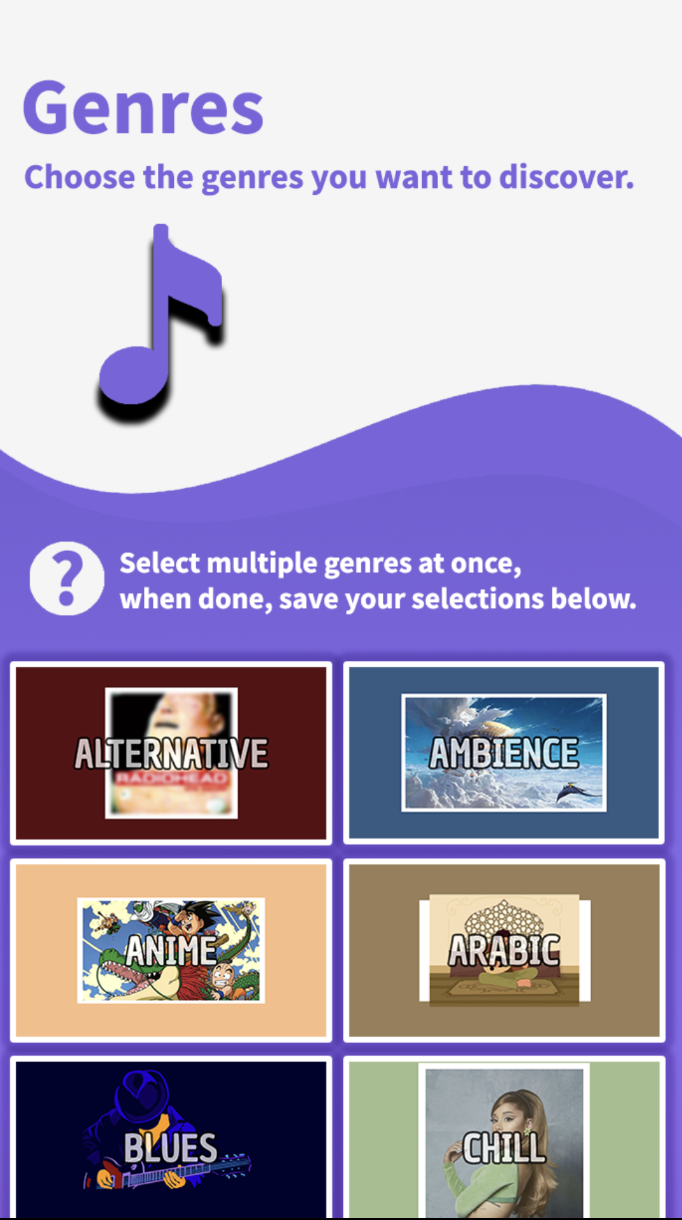 Genres
Choose the genres you want to discover.
?
Select multiple genres at once,
when done, save your selections below.
ALTERNATIVE
RADIOHEAD
AMBIENCE
ANIME
ARABIC
BLUES
CHILL